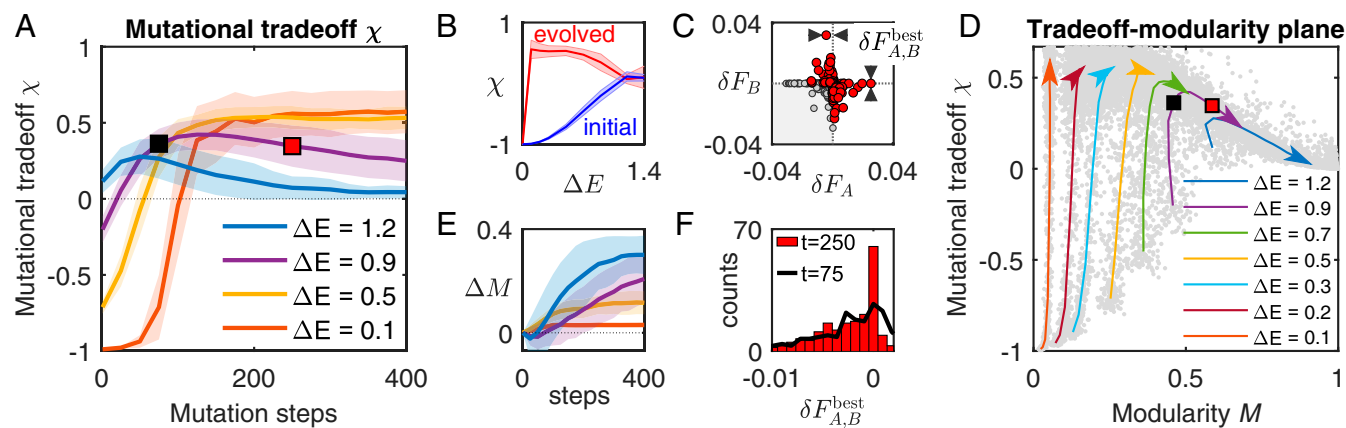 A
Mutational tradeoff χ
Mutational tradeoff χ
1
0.5
0
-0.5
-1
0
200
400
Mutation steps
ΔE = 1.2
ΔE = 0.9
ΔE = 0.5
ΔE = 0.1
B
1
χ
-1
evolved
initial
0
1.4
ΔE
C
0.04
δF_B
-0.04
-0.04
0.04
δF_A
δF_{A,B}^{best}
E
0.4
ΔM
0
0
400
steps
F
70
counts
0
t=250
t=75
-0.01
0
δF_{A,B}^{best}
D
Tradeoff-modularity plane
Mutational tradeoff χ
0.5
0
-0.5
-1
0
0.5
1
Modularity M
ΔE = 1.2
ΔE = 0.9
ΔE = 0.7
ΔE = 0.5
ΔE = 0.3
ΔE = 0.2
ΔE = 0.1